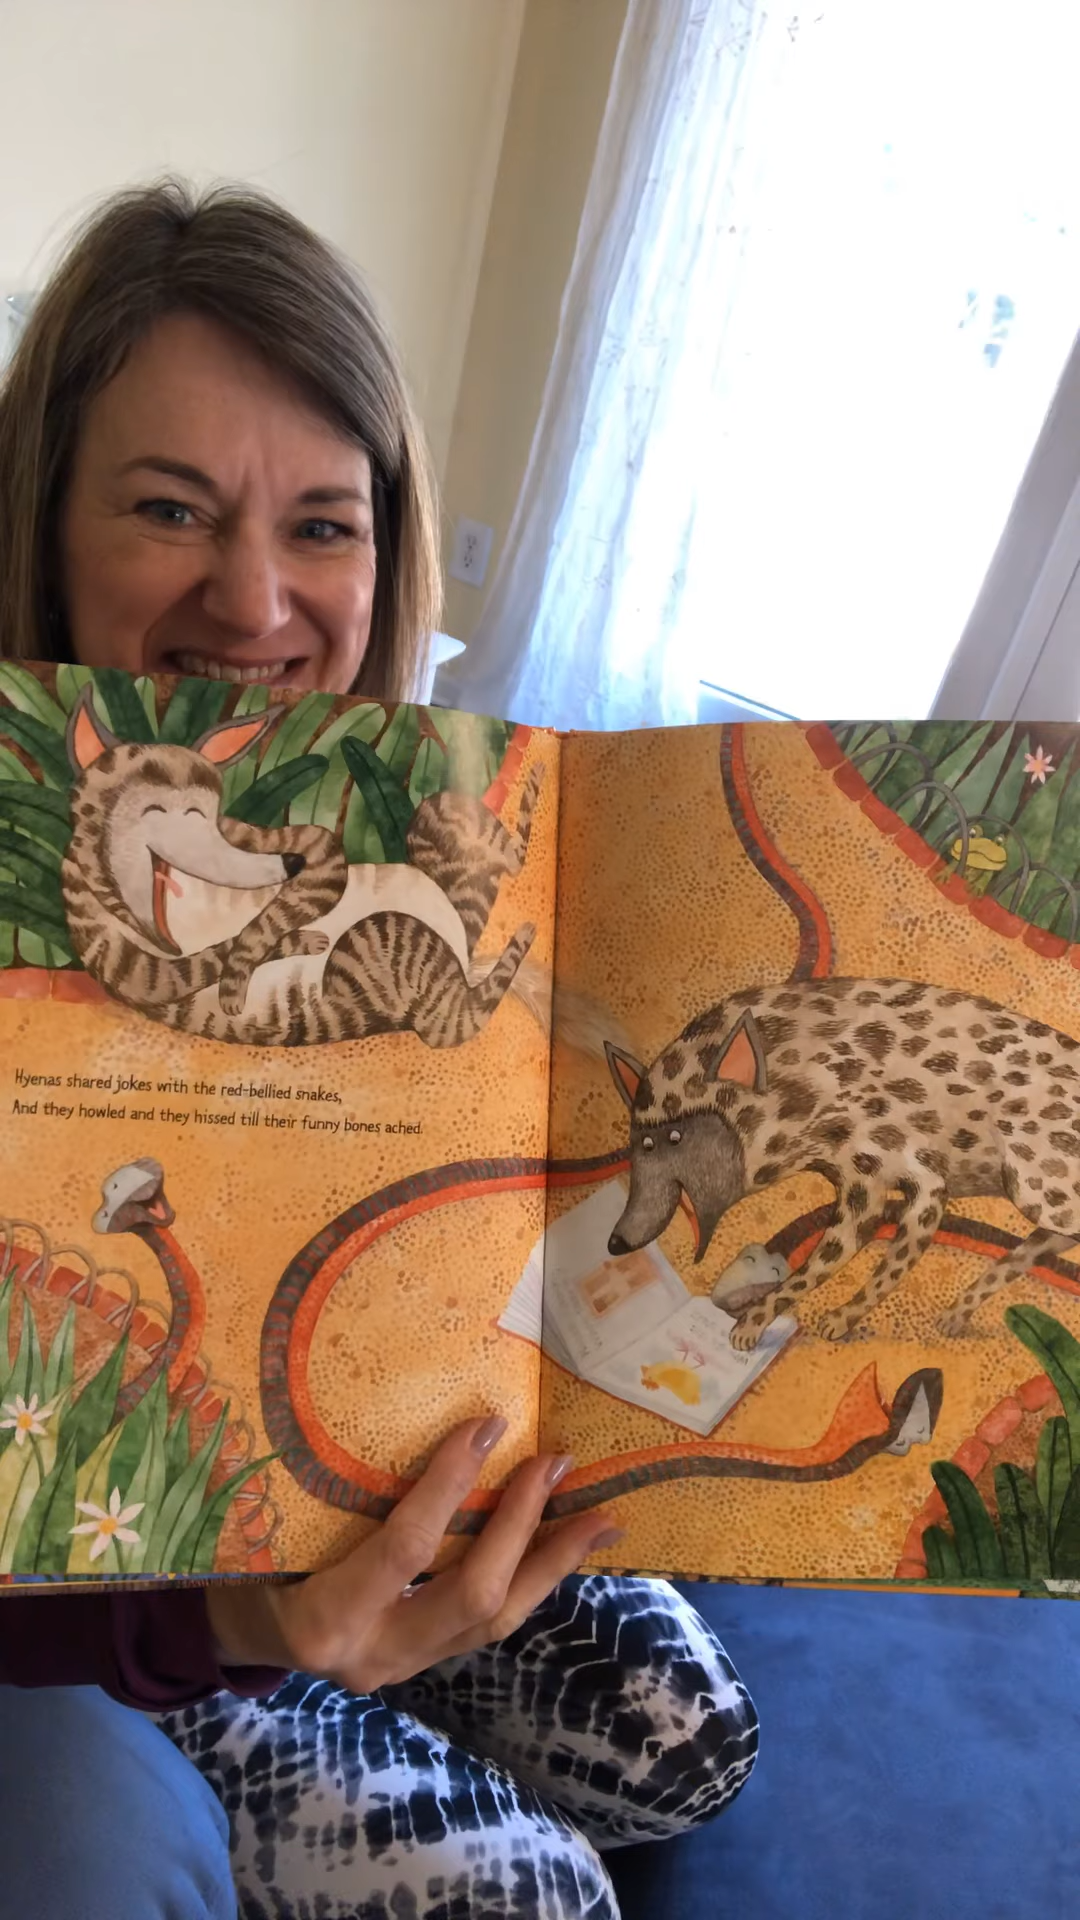 Hyenas shared jokes with the red-bellied snakes,
And they howled and they hissed till their funny bones ached.